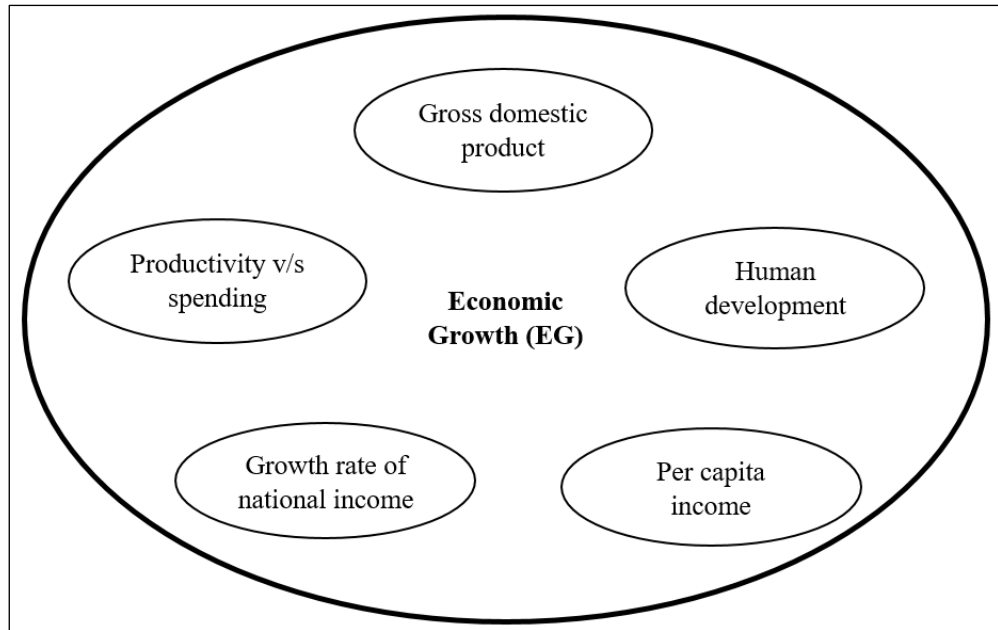 Gross domestic
product
Productivity v/s
spending
Human
development
Economic
Growth (EG)
Growth rate of
national income
Per capita
income